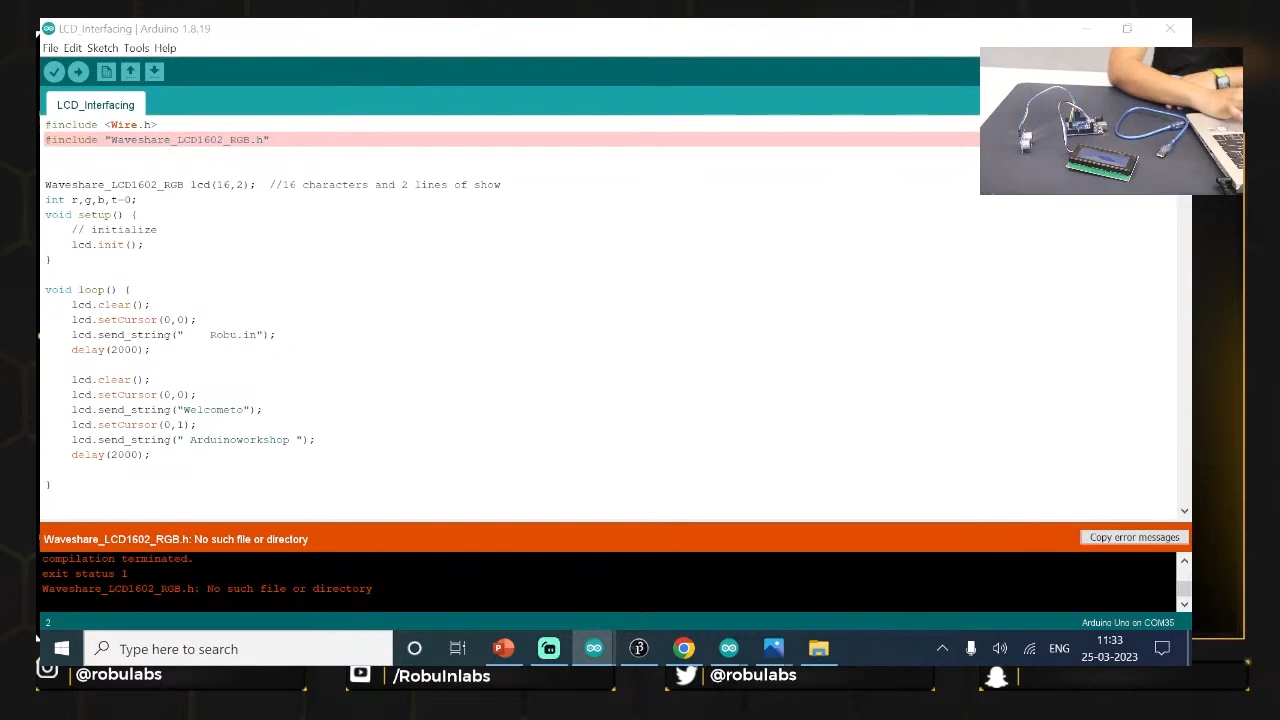 LCD_Interfacing | Arduino 1.8.19
File Edit Sketch Tools Help
LCD_Interfacing
#include <Wire.h>
#include "Waveshare_LCD1602_RGB.h"
Waveshare_LCD1602_RGB lcd(16,2);  //16 characters and 2 lines of show
int r,g,b,t=0;
void setup() {
    // initialize
    lcd.init();
}
void loop() {
    lcd.clear();
    lcd.setCursor(0,0);
    lcd.send_string("    Robu.in");
    delay(2000);
    lcd.clear();
    lcd.setCursor(0,0);
    lcd.send_string("Welcometo");
    lcd.setCursor(0,1);
    lcd.send_string(" Arduinoworkshop ");
    delay(2000);
}
Waveshare_LCD1602_RGB.h: No such file or directory
Copy error messages
compilation terminated.
exit status 1
Waveshare_LCD1602_RGB.h: No such file or directory
2
Arduino Uno on COM35
Type here to search
ENG
11:33
25-03-2023
@robulabs
/RobuInlabs
@robulabs